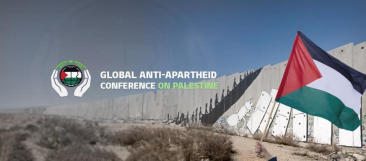 GLOBAL ANTI-APARTHEID
CONFERENCE ON PALESTINE